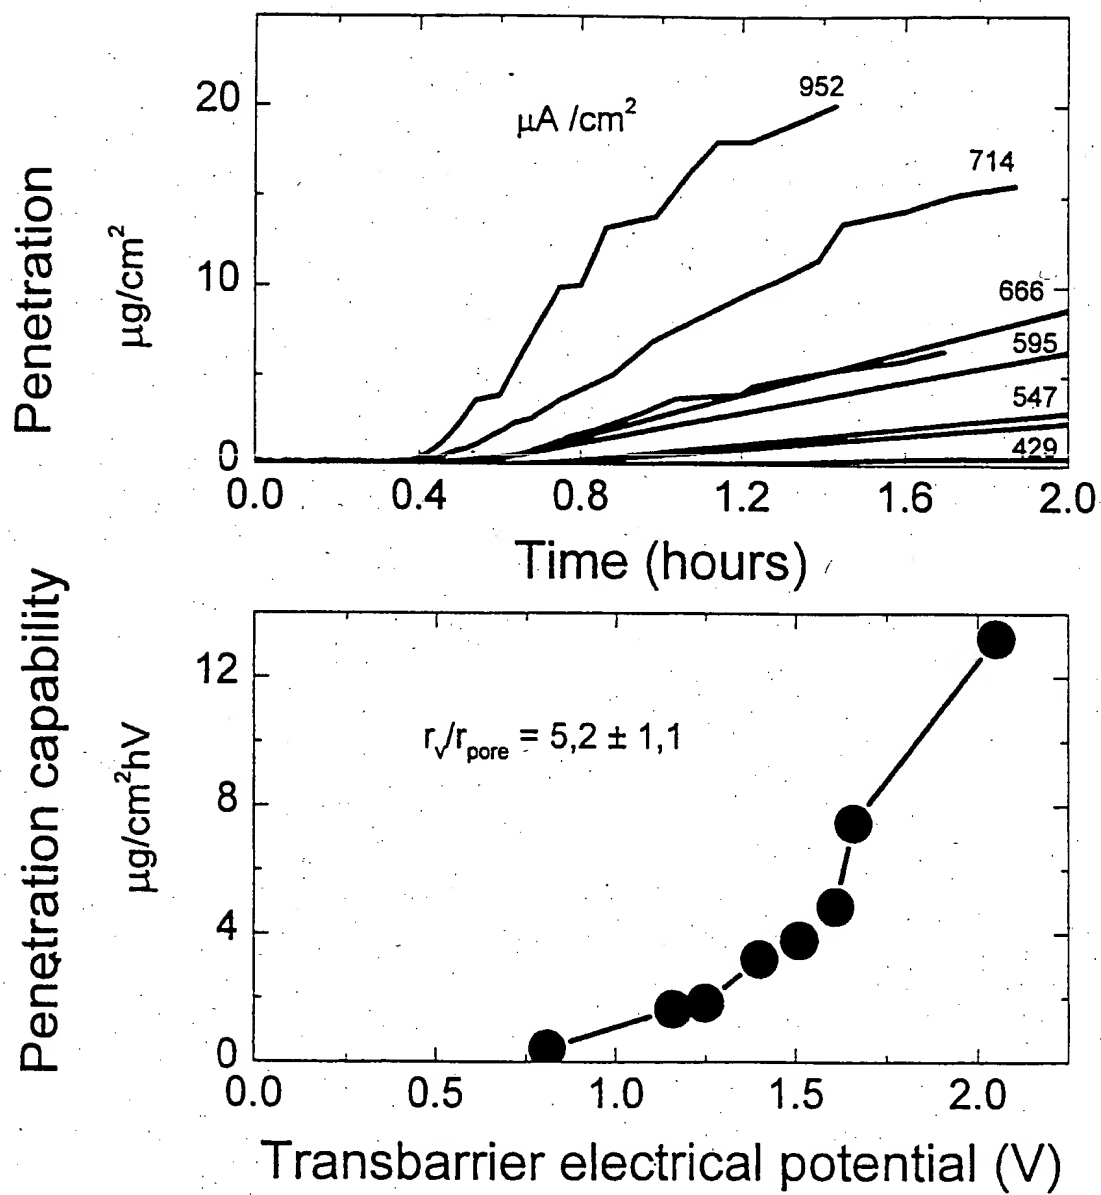 Penetration
μg/cm²
20
10
0
μA /cm²
952
714
666
595
547
429
0.0 0.4 0.8 1.2 1.6 2.0
Time (hours)
Penetration capability
μg/cm²hV
12
8
4
0
rᵥ/rpore = 5,2 ± 1,1
0.0 0.5 1.0 1.5 2.0
Transbarrier electrical potential (V)